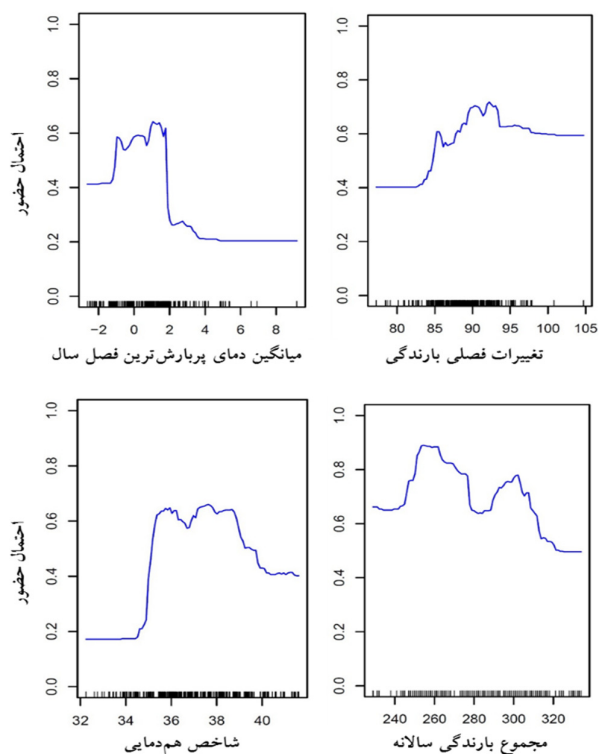 1.0
0.8
0.6
0.4
0.2
0.0
احتمال حضور
−2 0 2 4 6 8
میانگین دمای پربارش‌ترین فصل سال
1.0
0.8
0.6
0.4
0.2
0.0
80 85 90 95 100 105
تغییرات فصلی بارندگی
1.0
0.8
0.6
0.4
0.2
0.0
احتمال حضور
32 34 36 38 40
شاخص هم‌دمایی
1.0
0.8
0.6
0.4
0.2
0.0
240 260 280 300 320
مجموع بارندگی سالانه